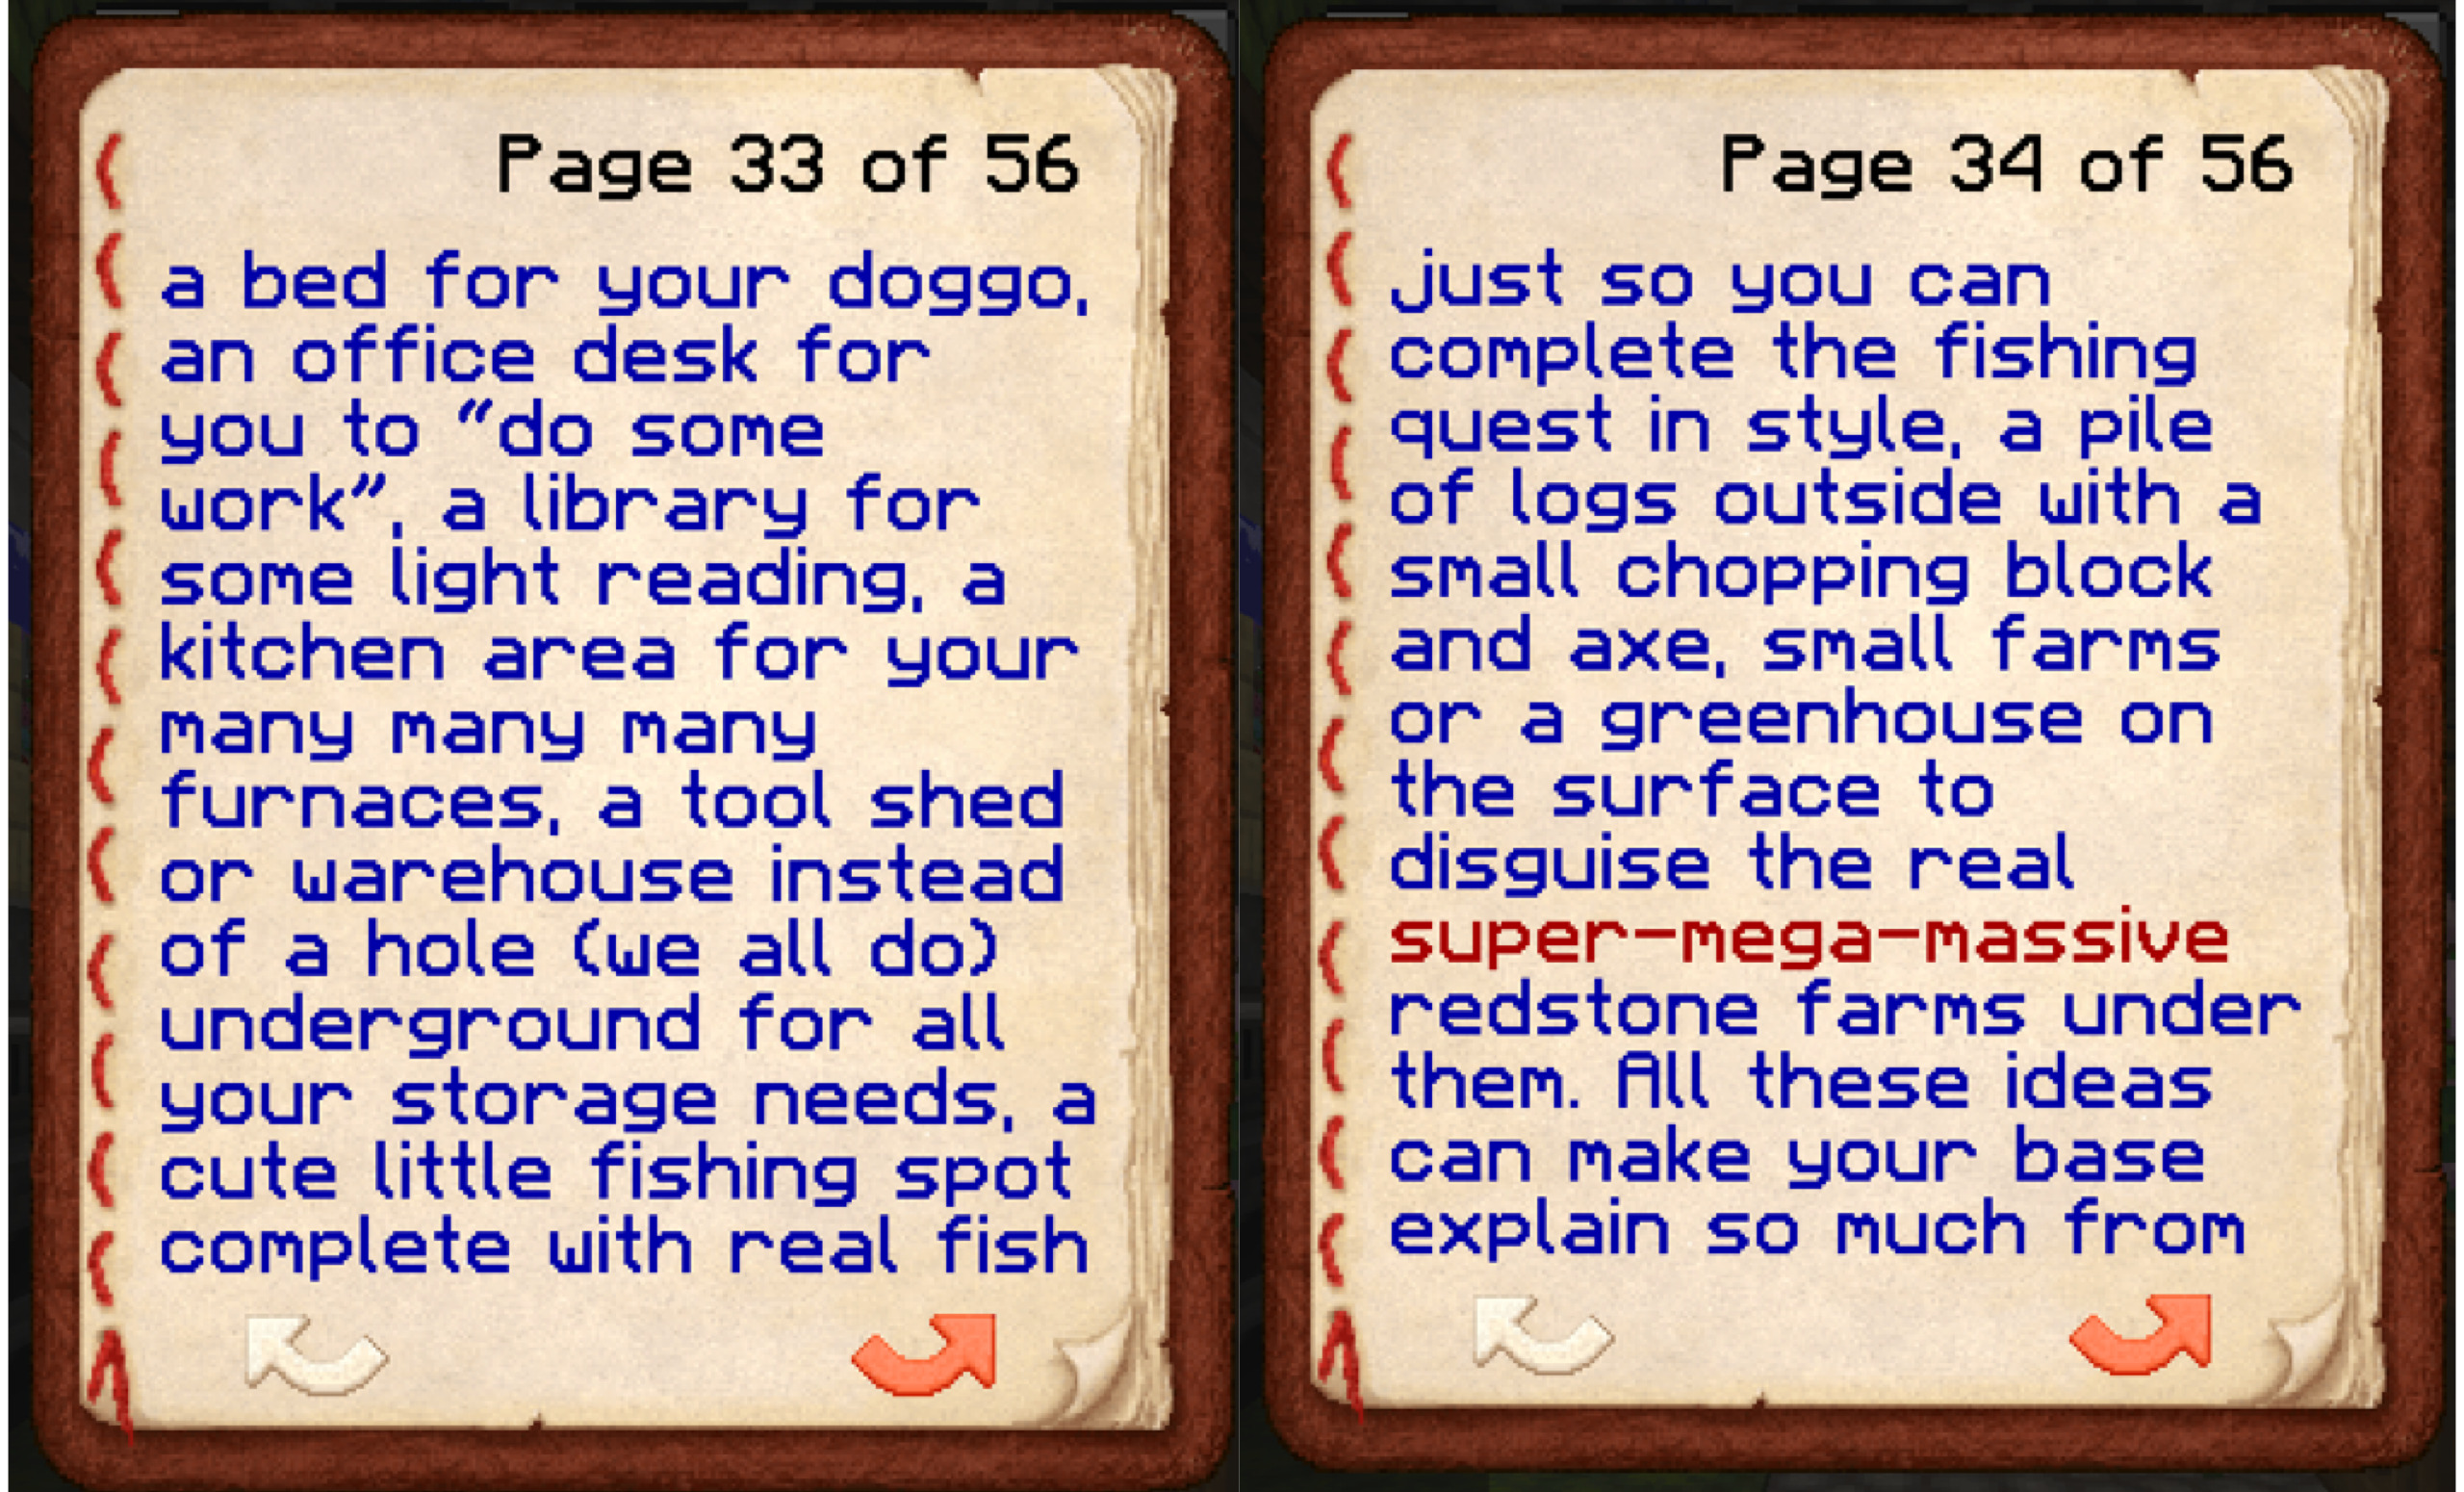 Page 33 of 56
a bed for your doggo,
an office desk for
you to “do some
work”, a library for
some light reading, a
kitchen area for your
many many many
furnaces, a tool shed
or warehouse instead
of a hole (we all do)
underground for all
your storage needs, a
cute little fishing spot
complete with real fish
Page 34 of 56
just so you can
complete the fishing
quest in style, a pile
of logs outside with a
small chopping block
and axe, small farms
or a greenhouse on
the surface to
disguise the real
super-mega-massive
redstone farms under
them. All these ideas
can make your base
explain so much from